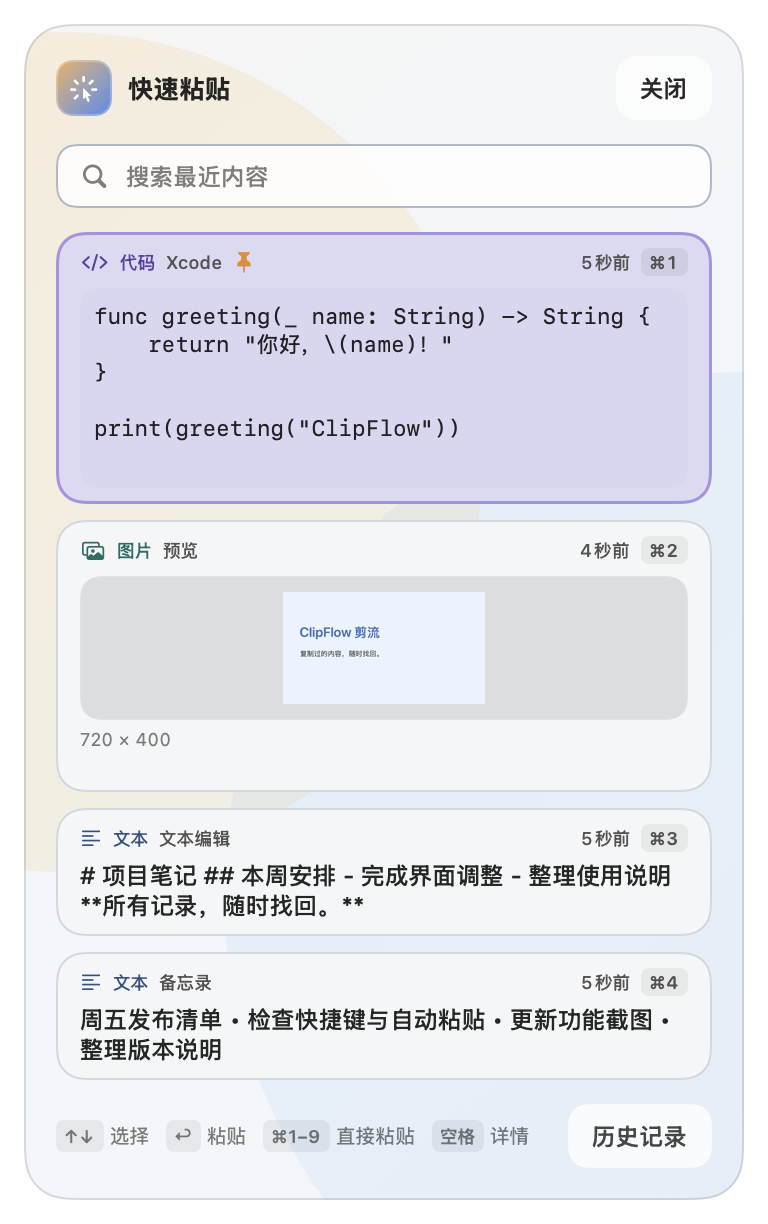 快速粘贴
关闭
搜索最近内容
代码 Xcode 5秒前 ⌘1
func greeting(_ name: String) -> String {
    return "你好，\(name)！"
}
print(greeting("ClipFlow"))
图片 预览 4秒前 ⌘2
ClipFlow 剪流
复制过的内容，随时找回。
720 × 400
文本 文本编辑 5秒前 ⌘3
# 项目笔记 ## 本周安排 - 完成界面调整 - 整理使用说明
**所有记录，随时找回。**
文本 备忘录 5秒前 ⌘4
周五发布清单 • 检查快捷键与自动粘贴 • 更新功能截图 •
整理版本说明
↑↓ 选择 ↩ 粘贴 ⌘1–9 直接粘贴 空格 详情 历史记录